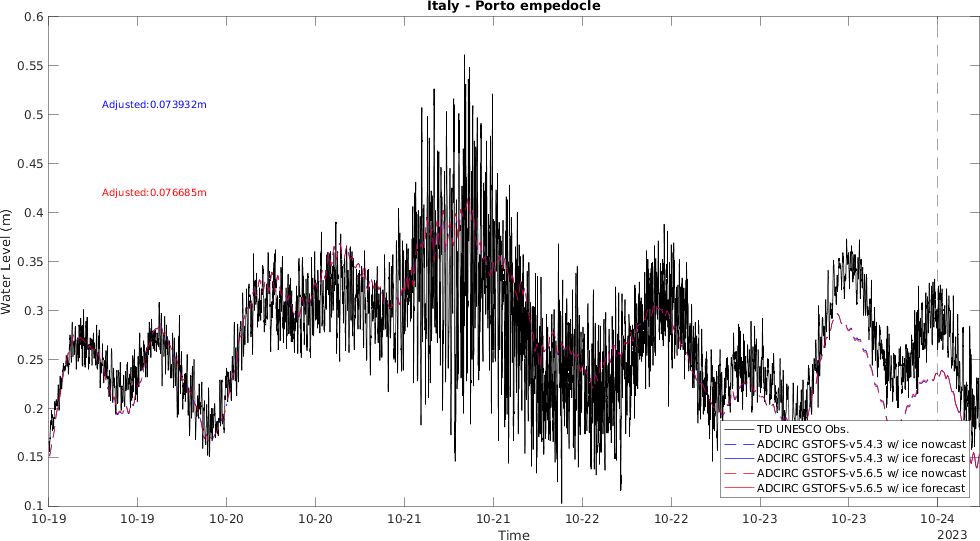 Italy - Porto empedocle
0.6
0.55
0.5
0.45
0.4
0.35
0.3
0.25
0.2
0.15
0.1
Water Level (m)
Adjusted:0.073932m
Adjusted:0.076685m
TD UNESCO Obs.
ADCIRC GSTOFS-v5.4.3 w/ ice nowcast
ADCIRC GSTOFS-v5.4.3 w/ ice forecast
ADCIRC GSTOFS-v5.6.5 w/ ice nowcast
ADCIRC GSTOFS-v5.6.5 w/ ice forecast
10-19 10-19 10-20 10-20 10-21 10-21 10-22 10-22 10-23 10-23 10-24
Time
2023